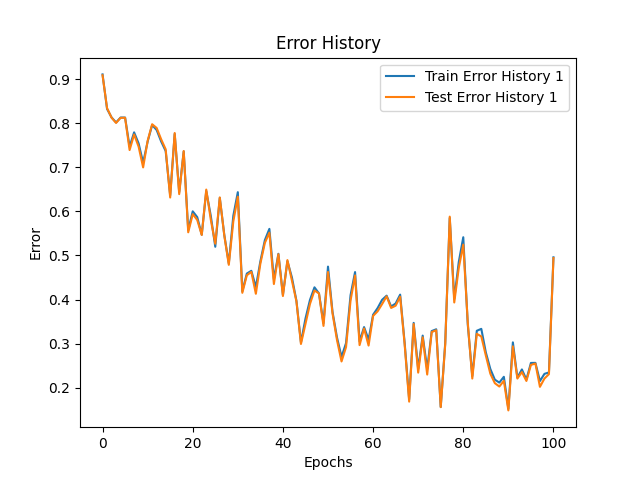 Error History
Train Error History 1
Test Error History 1
0.9
0.8
0.7
0.6
0.5
0.4
0.3
0.2
Error
0 20 40 60 80 100
Epochs